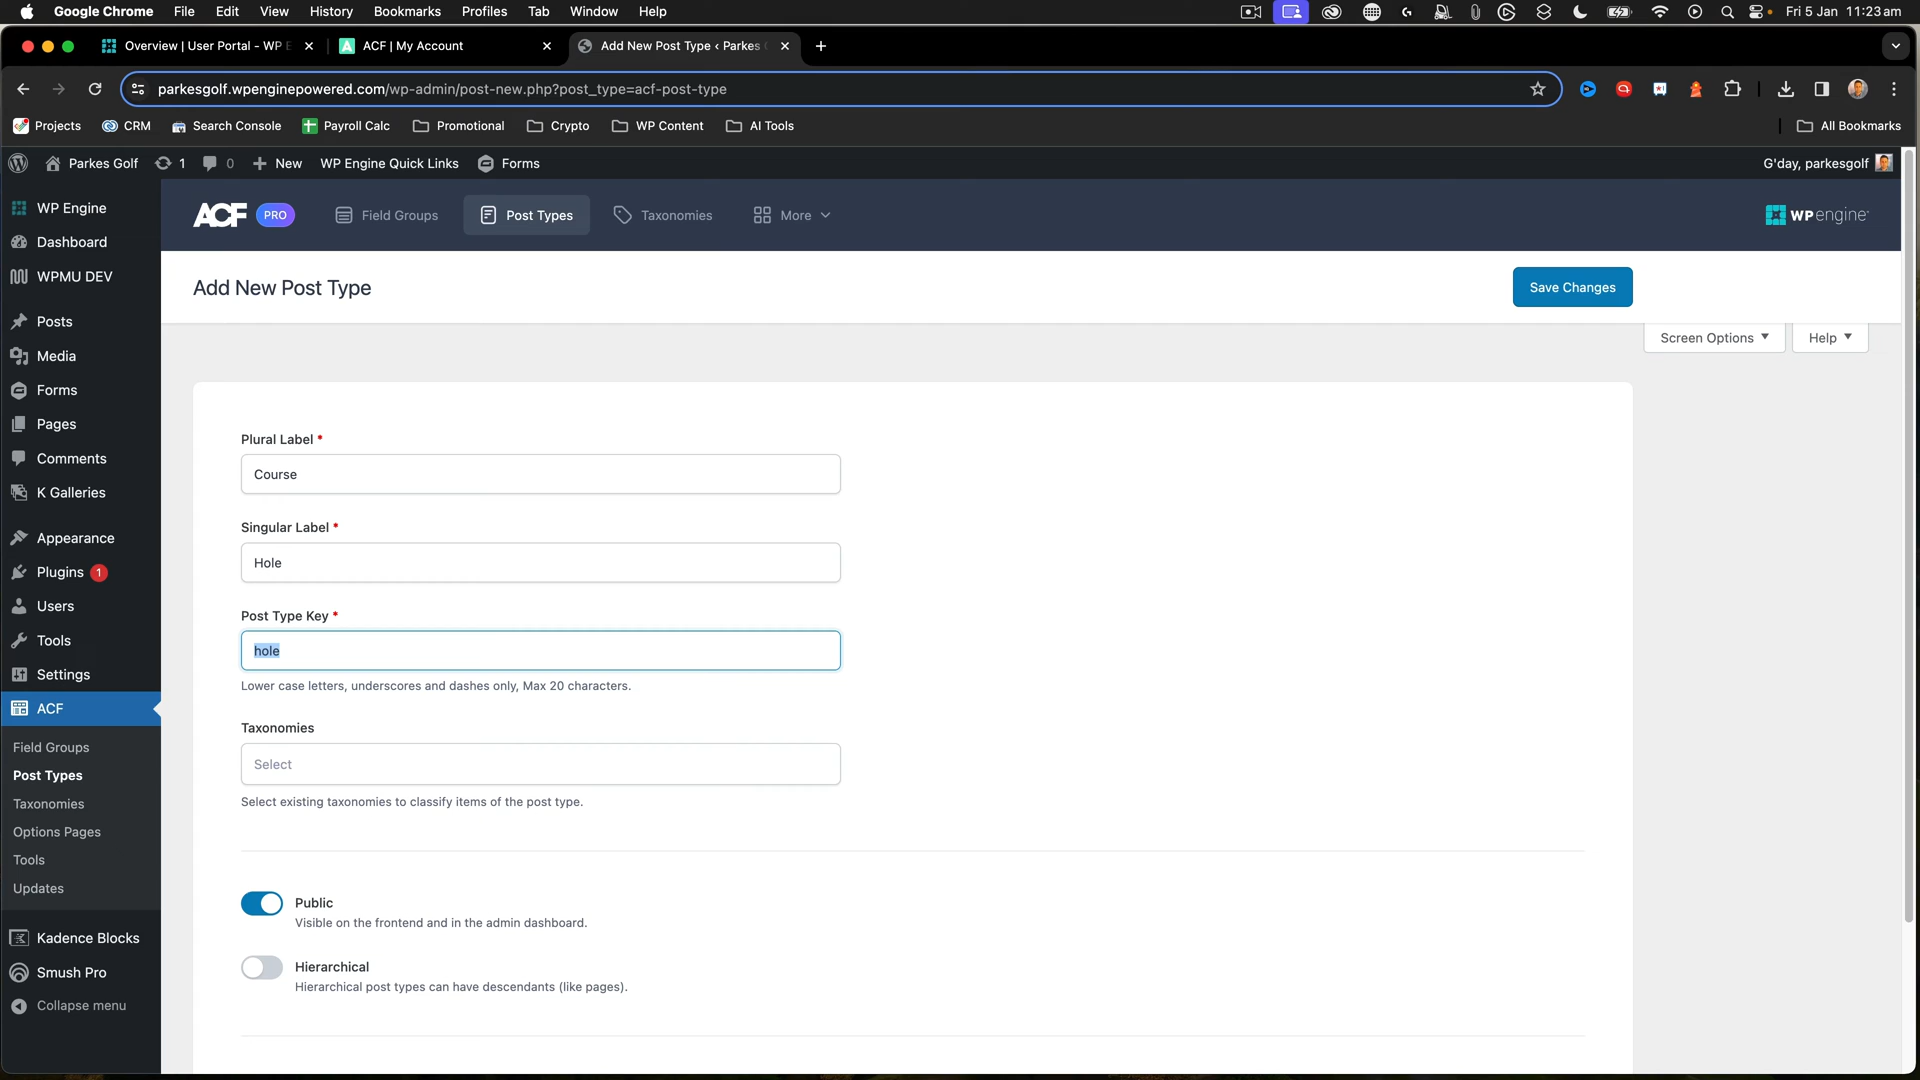 Google Chrome File Edit View History Bookmarks Profiles Tab Window Help Fri 5 Jan 11:23 am
Overview | User Portal - WP E ACF | My Account Add New Post Type ‹ Parkes
parkesgolf.wpenginepowered.com/wp-admin/post-new.php?post_type=acf-post-type
Projects CRM Search Console Payroll Calc Promotional Crypto WP Content AI Tools All Bookmarks
Parkes Golf 1 0 New WP Engine Quick Links Forms G'day, parkesgolf
WP Engine
Dashboard
WPMU DEV
Posts
Media
Forms
Pages
Comments
K Galleries
Appearance
Plugins 1
Users
Tools
Settings
ACF
Field Groups
Post Types
Taxonomies
Options Pages
Tools
Updates
Kadence Blocks
Smush Pro
Collapse menu
ACF PRO Field Groups Post Types Taxonomies More WP engine
Add New Post Type Save Changes
Screen Options Help
Plural Label *
Course
Singular Label *
Hole
Post Type Key *
hole
Lower case letters, underscores and dashes only, Max 20 characters.
Taxonomies
Select
Select existing taxonomies to classify items of the post type.
Public
Visible on the frontend and in the admin dashboard.
Hierarchical
Hierarchical post types can have descendants (like pages).